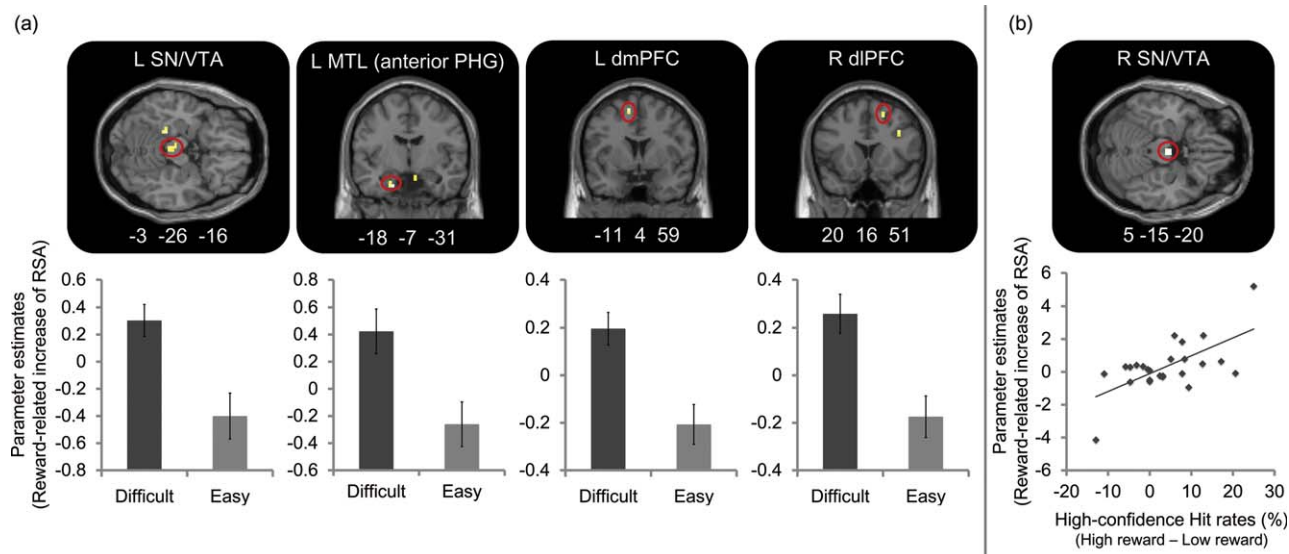 (a)
L SN/VTA
L MTL (anterior PHG)
L dmPFC
R dlPFC
-3 -26 -16
-18 -7 -31
-11 4 59
20 16 51
Parameter estimates
(Reward-related increase of RSA)
0.6
0.4
0.2
0
-0.2
-0.4
-0.6
-0.8
Difficult Easy
0.8
0.6
0.4
0.2
0
-0.2
-0.4
-0.6
Difficult Easy
0.4
0.2
0
-0.2
-0.4
Difficult Easy
0.4
0.2
0
-0.2
-0.4
Difficult Easy
(b)
R SN/VTA
5 -15 -20
Parameter estimates
(Reward-related increase of RSA)
6
4
2
0
-2
-4
-6
-20 -10 0 10 20 30
High-confidence Hit rates (%)
(High reward – Low reward)